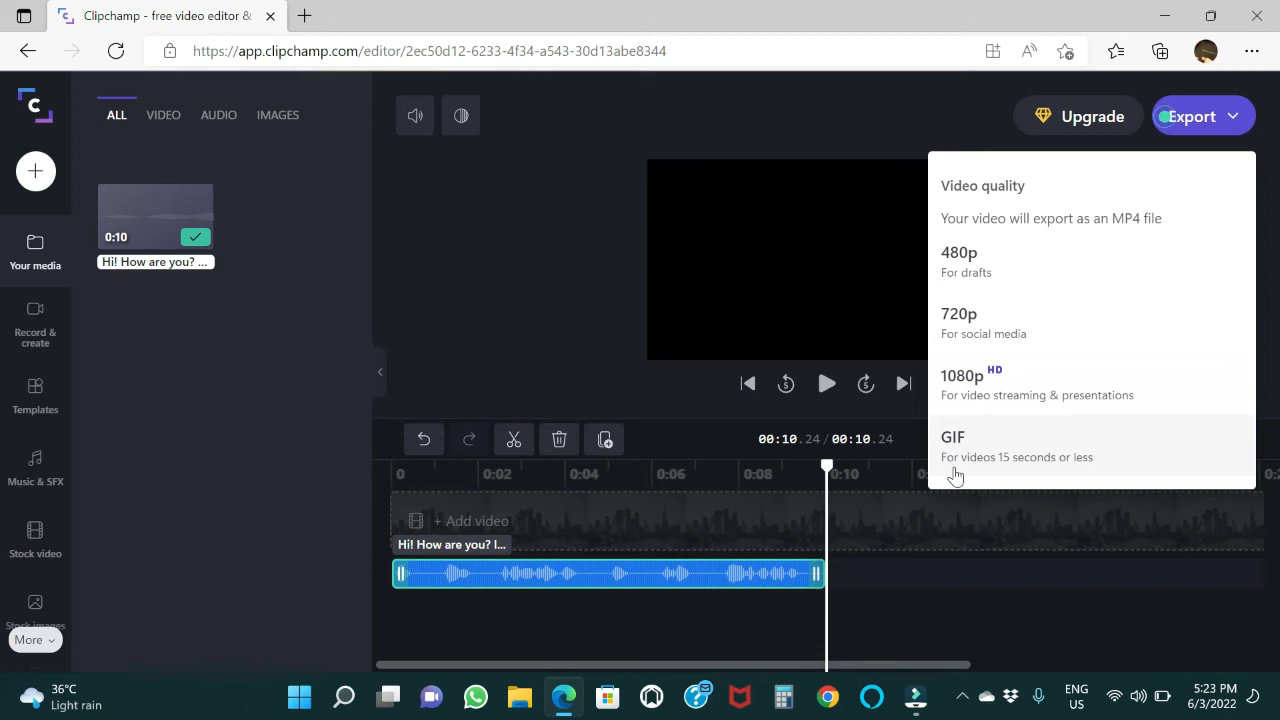 Clipchamp - free video editor &
https://app.clipchamp.com/editor/2ec50d12-6233-4f34-a543-30d13abe8344
ALL VIDEO AUDIO IMAGES
Upgrade
Export
Video quality
Your video will export as an MP4 file
480p
For drafts
720p
For social media
1080p HD
For video streaming & presentations
GIF
For videos 15 seconds or less
0:10
Hi! How are you? ...
Your media
Record &
create
Templates
Music & SFX
Stock video
Stock images
More
5
5
00:10.24 / 00:10.24
0 0:02 0:04 0:06 0:08 0:10
+ Add video
Hi! How are you? I...
36°C
Light rain
ENG
US
5:23 PM
6/3/2022